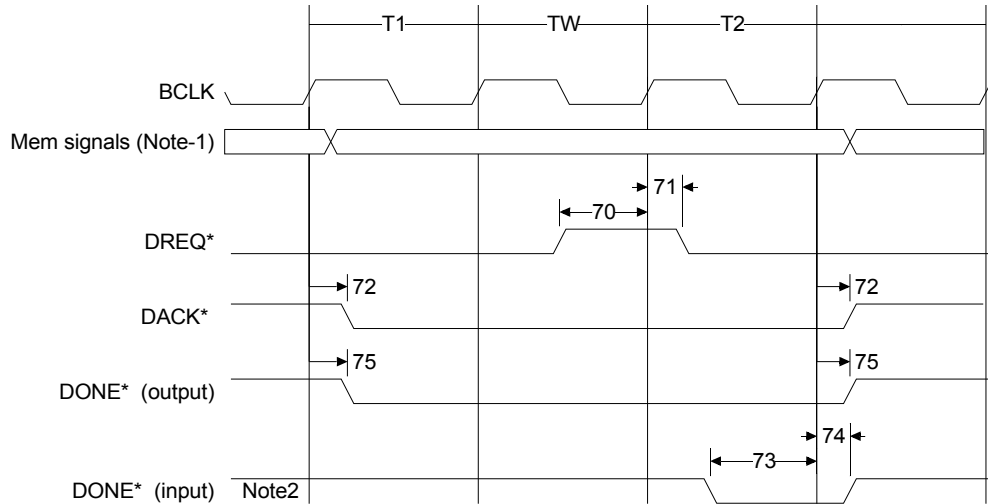 T1 TW T2
BCLK
Mem signals (Note-1)
71
70
DREQ*
72 72
DACK*
75 75
DONE* (output)
74
73
DONE* (input) Note2